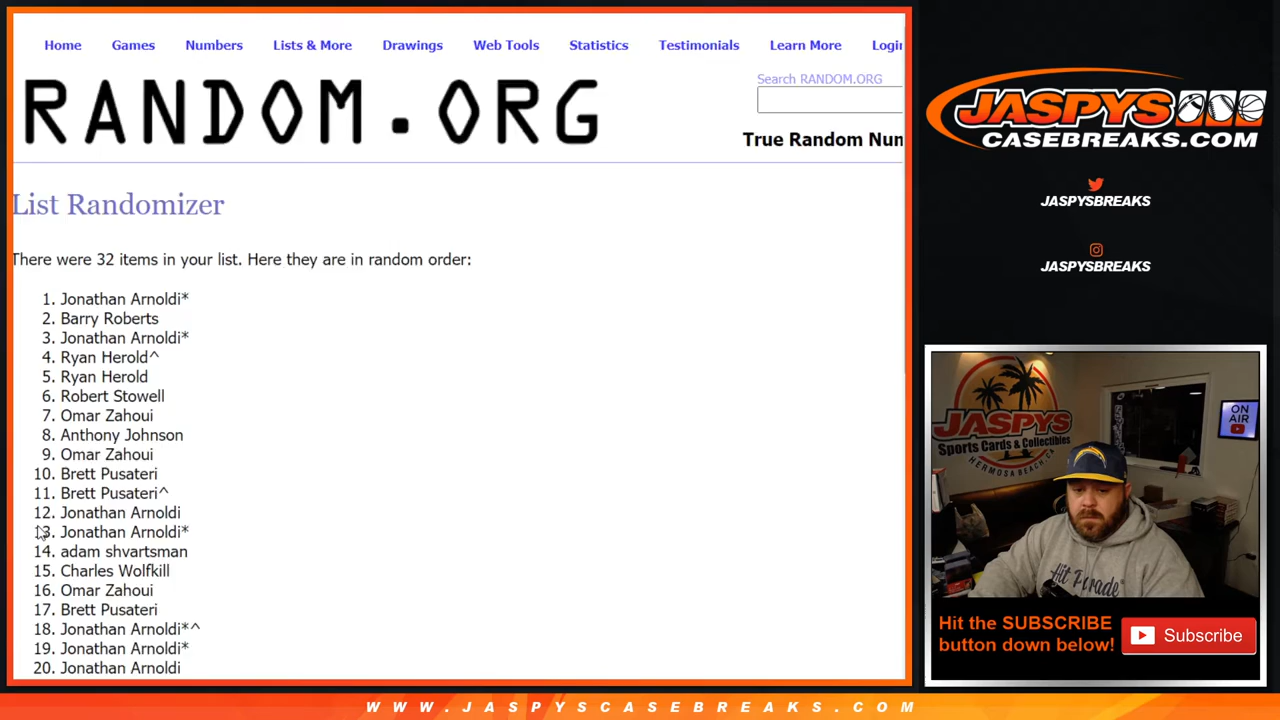 Home Games Numbers Lists & More Drawings Web Tools Statistics Testimonials Learn More Login
Search RANDOM.ORG
RANDOM.ORG
True Random Num
List Randomizer
There were 32 items in your list. Here they are in random order:
1. Jonathan Arnoldi*
2. Barry Roberts
3. Jonathan Arnoldi*
4. Ryan Herold^
5. Ryan Herold
6. Robert Stowell
7. Omar Zahoui
8. Anthony Johnson
9. Omar Zahoui
10. Brett Pusateri
11. Brett Pusateri^
12. Jonathan Arnoldi
13. Jonathan Arnoldi*
14. adam shvartsman
15. Charles Wolfkill
16. Omar Zahoui
17. Brett Pusateri
18. Jonathan Arnoldi*^
19. Jonathan Arnoldi*
20. Jonathan Arnoldi
JASPYS
CASEBREAKS.COM
JASPYSBREAKS
JASPYSBREAKS
JASPYS
Sports Cards & Collectibles
HERMOSA BEACH, CA
ON AIR
Hit Parade
Hit the SUBSCRIBE
button down below!
Subscribe
WWW.JASPYSCASEBREAKS.COM